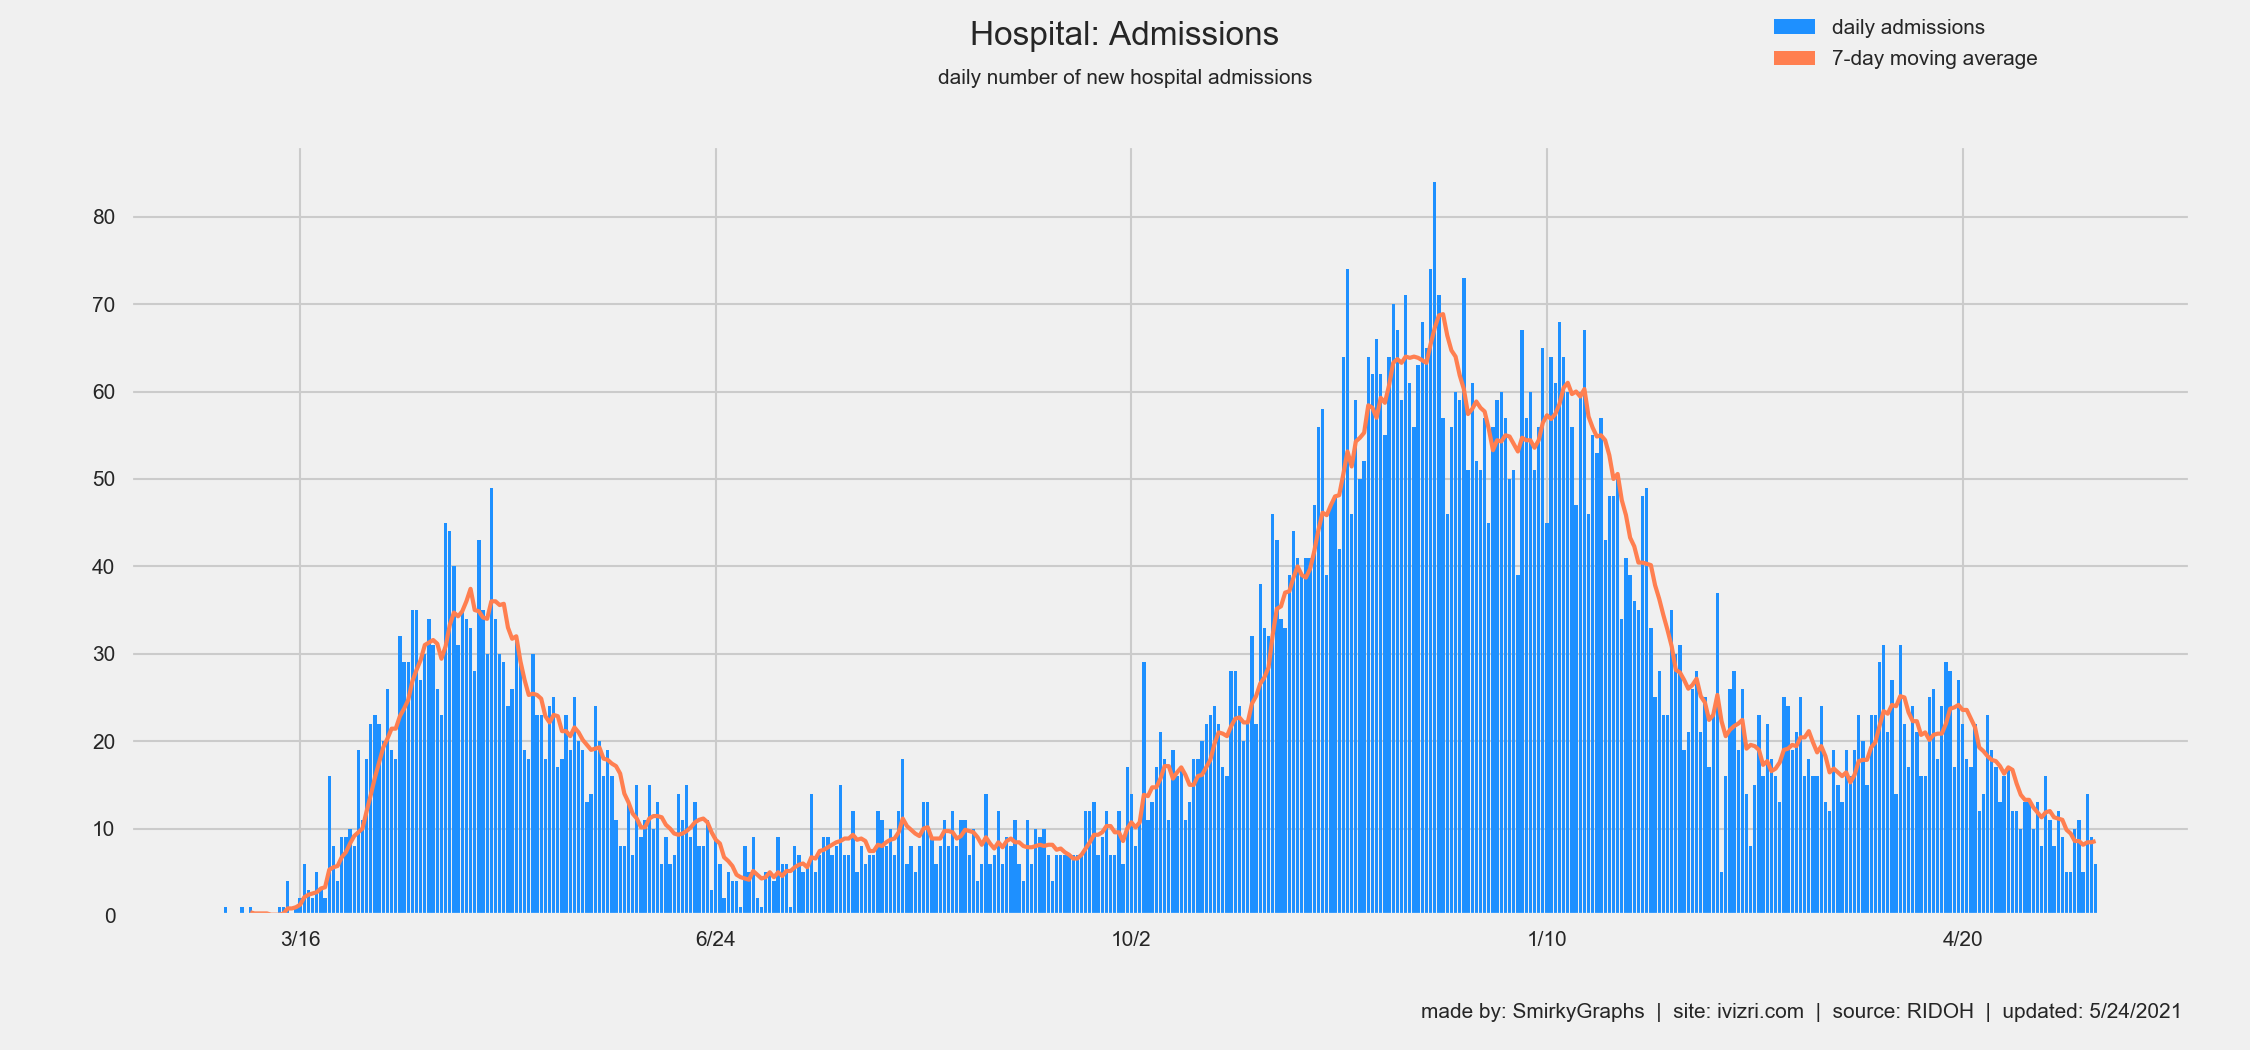 Hospital: Admissions
daily number of new hospital admissions
daily admissions
7-day moving average
80
70
60
50
40
30
20
10
0
3/16 6/24 10/2 1/10 4/20
made by: SmirkyGraphs | site: ivizri.com | source: RIDOH | updated: 5/24/2021